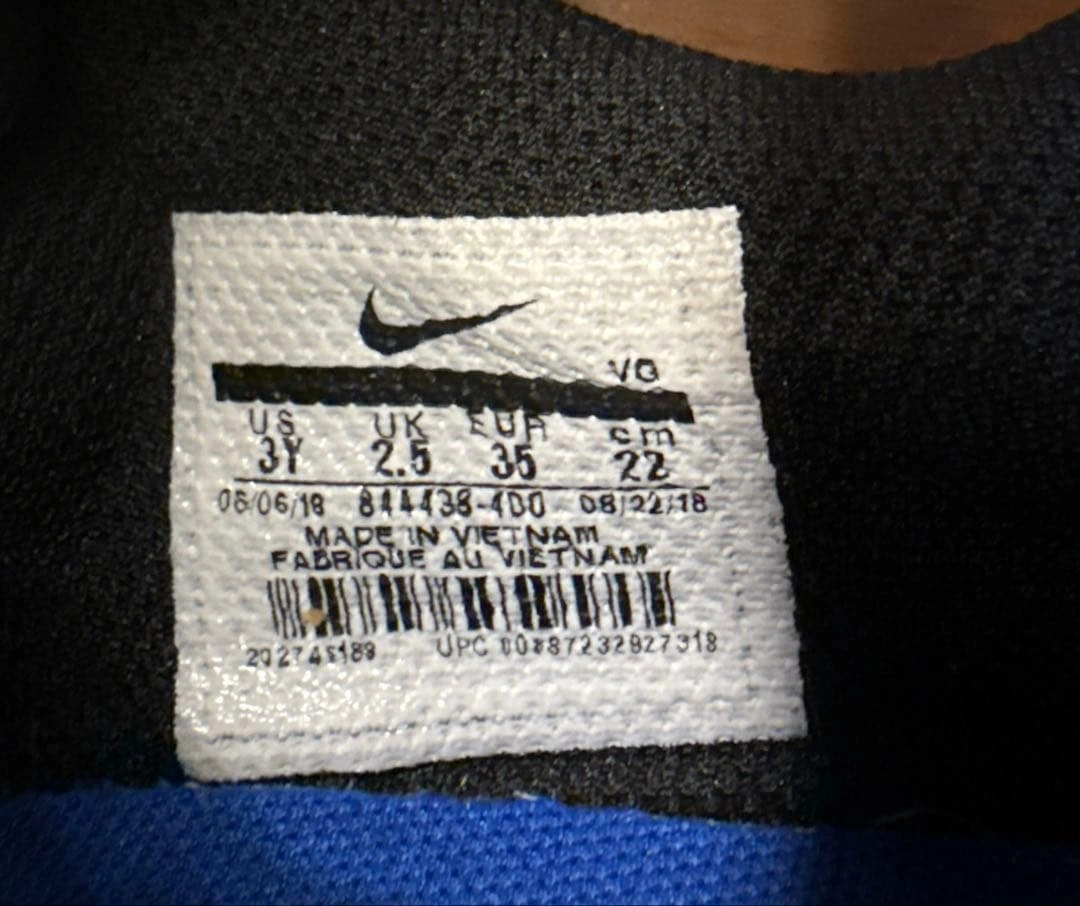 VG
US UK EUR cm
3Y 2.5 35 22
06/06/18 844438-400 08/22/18
MADE IN VIETNAM
FABRIQUE AU VIETNAM
UPC 00887232827318